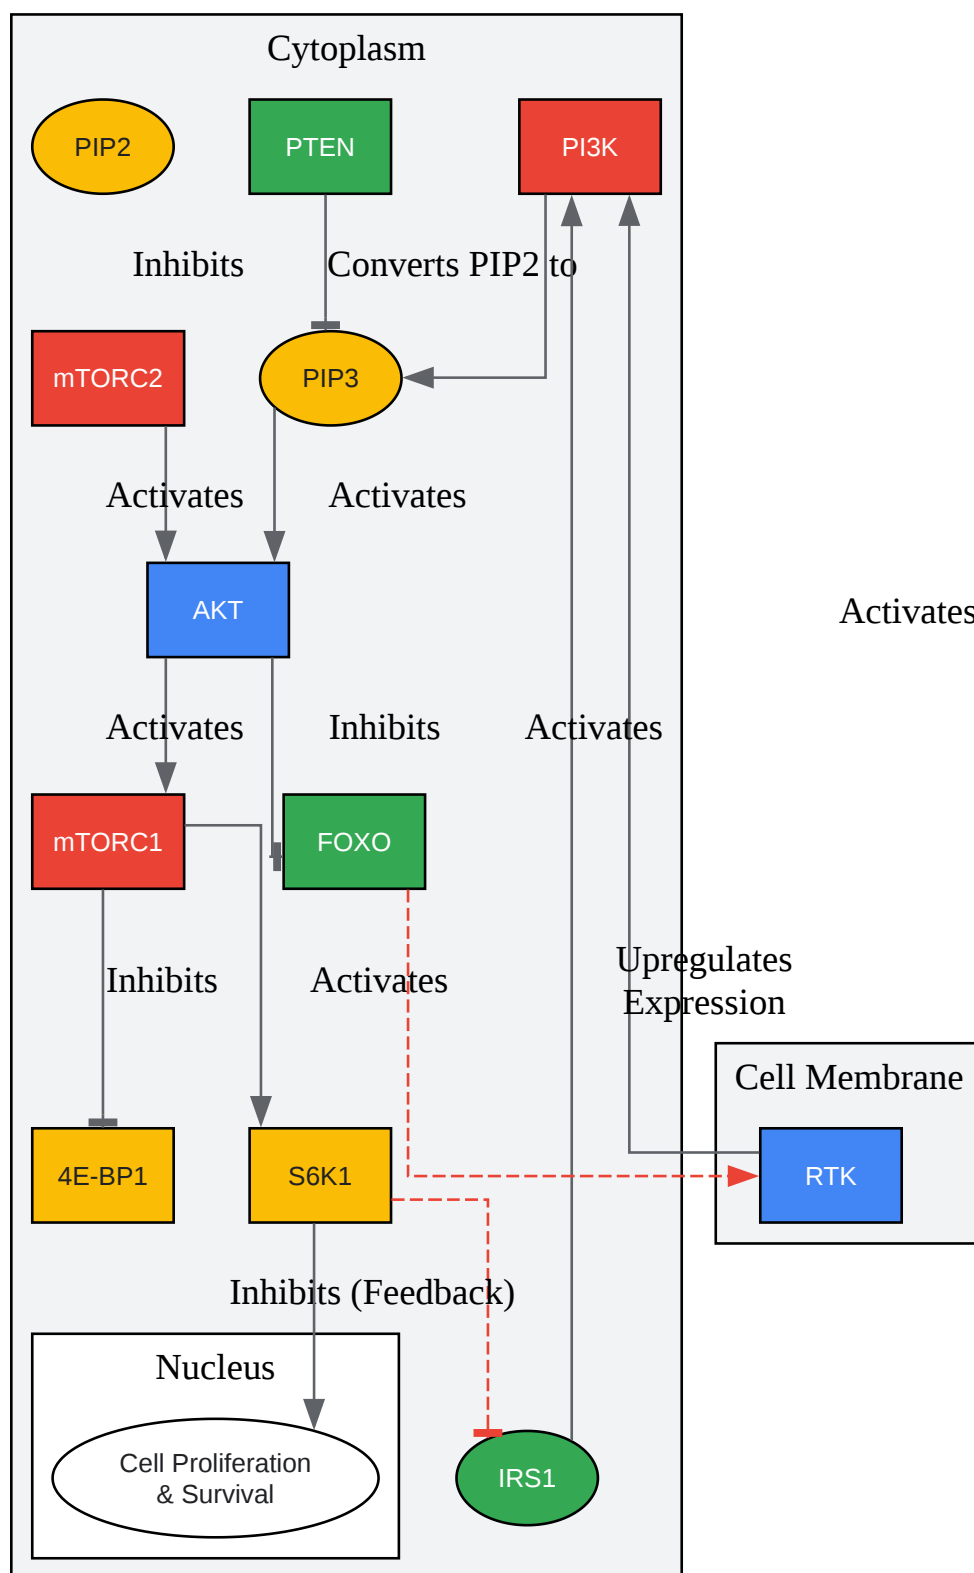 Cytoplasm
PIP2
PTEN
PI3K
Inhibits
Converts PIP2 to
mTORC2
PIP3
Activates
Activates
AKT
Activates
Activates
Inhibits
Activates
mTORC1
FOXO
Inhibits
Activates
Upregulates
Expression
Cell Membrane
4E-BP1
S6K1
RTK
Inhibits (Feedback)
Nucleus
Cell Proliferation
& Survival
IRS1